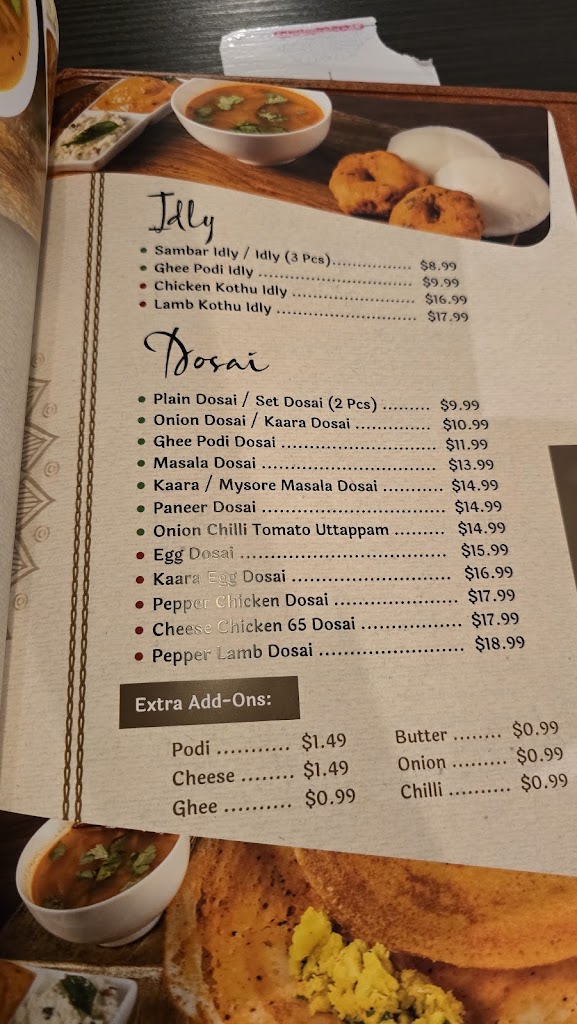 Idly
• Sambar Idly / Idly (3 Pcs)................ $8.99
• Ghee Podi Idly ................................ $9.99
• Chicken Kothu Idly ......................... $16.99
• Lamb Kothu Idly ............................. $17.99
Dosai
• Plain Dosai / Set Dosai (2 Pcs) ......... $9.99
• Onion Dosai / Kaara Dosai .............. $10.99
• Ghee Podi Dosai ............................. $11.99
• Masala Dosai ................................. $13.99
• Kaara / Mysore Masala Dosai ........... $14.99
• Paneer Dosai .................................. $14.99
• Onion Chilli Tomato Uttappam ......... $14.99
• Egg Dosai ...................................... $15.99
• Kaara Egg Dosai ............................. $16.99
• Pepper Chicken Dosai ..................... $17.99
• Cheese Chicken 65 Dosai ................. $17.99
• Pepper Lamb Dosai ........................ $18.99
Extra Add-Ons:
Podi ........... $1.49
Cheese ........ $1.49
Ghee .......... $0.99
Butter ........ $0.99
Onion ......... $0.99
Chilli .......... $0.99